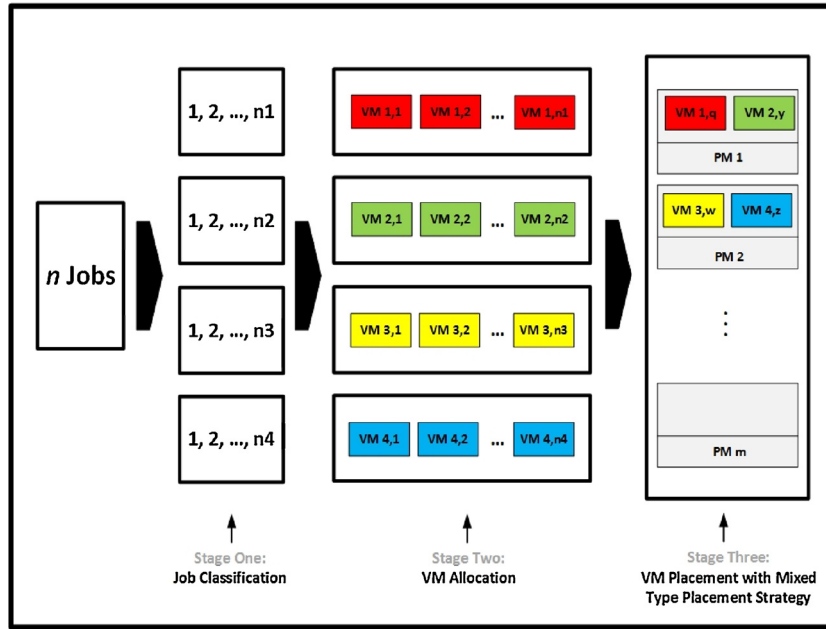 n Jobs
1, 2, ..., n1
1, 2, ..., n2
1, 2, ..., n3
1, 2, ..., n4
VM 1,1 VM 1,2 ... VM 1,n1
VM 2,1 VM 2,2 ... VM 2,n2
VM 3,1 VM 3,2 ... VM 3,n3
VM 4,1 VM 4,2 ... VM 4,n4
VM 1,q VM 2,y
PM 1
VM 3,w VM 4,z
PM 2
⋮
PM m
Stage One:
Job Classification
Stage Two:
VM Allocation
Stage Three:
VM Placement with Mixed
Type Placement Strategy